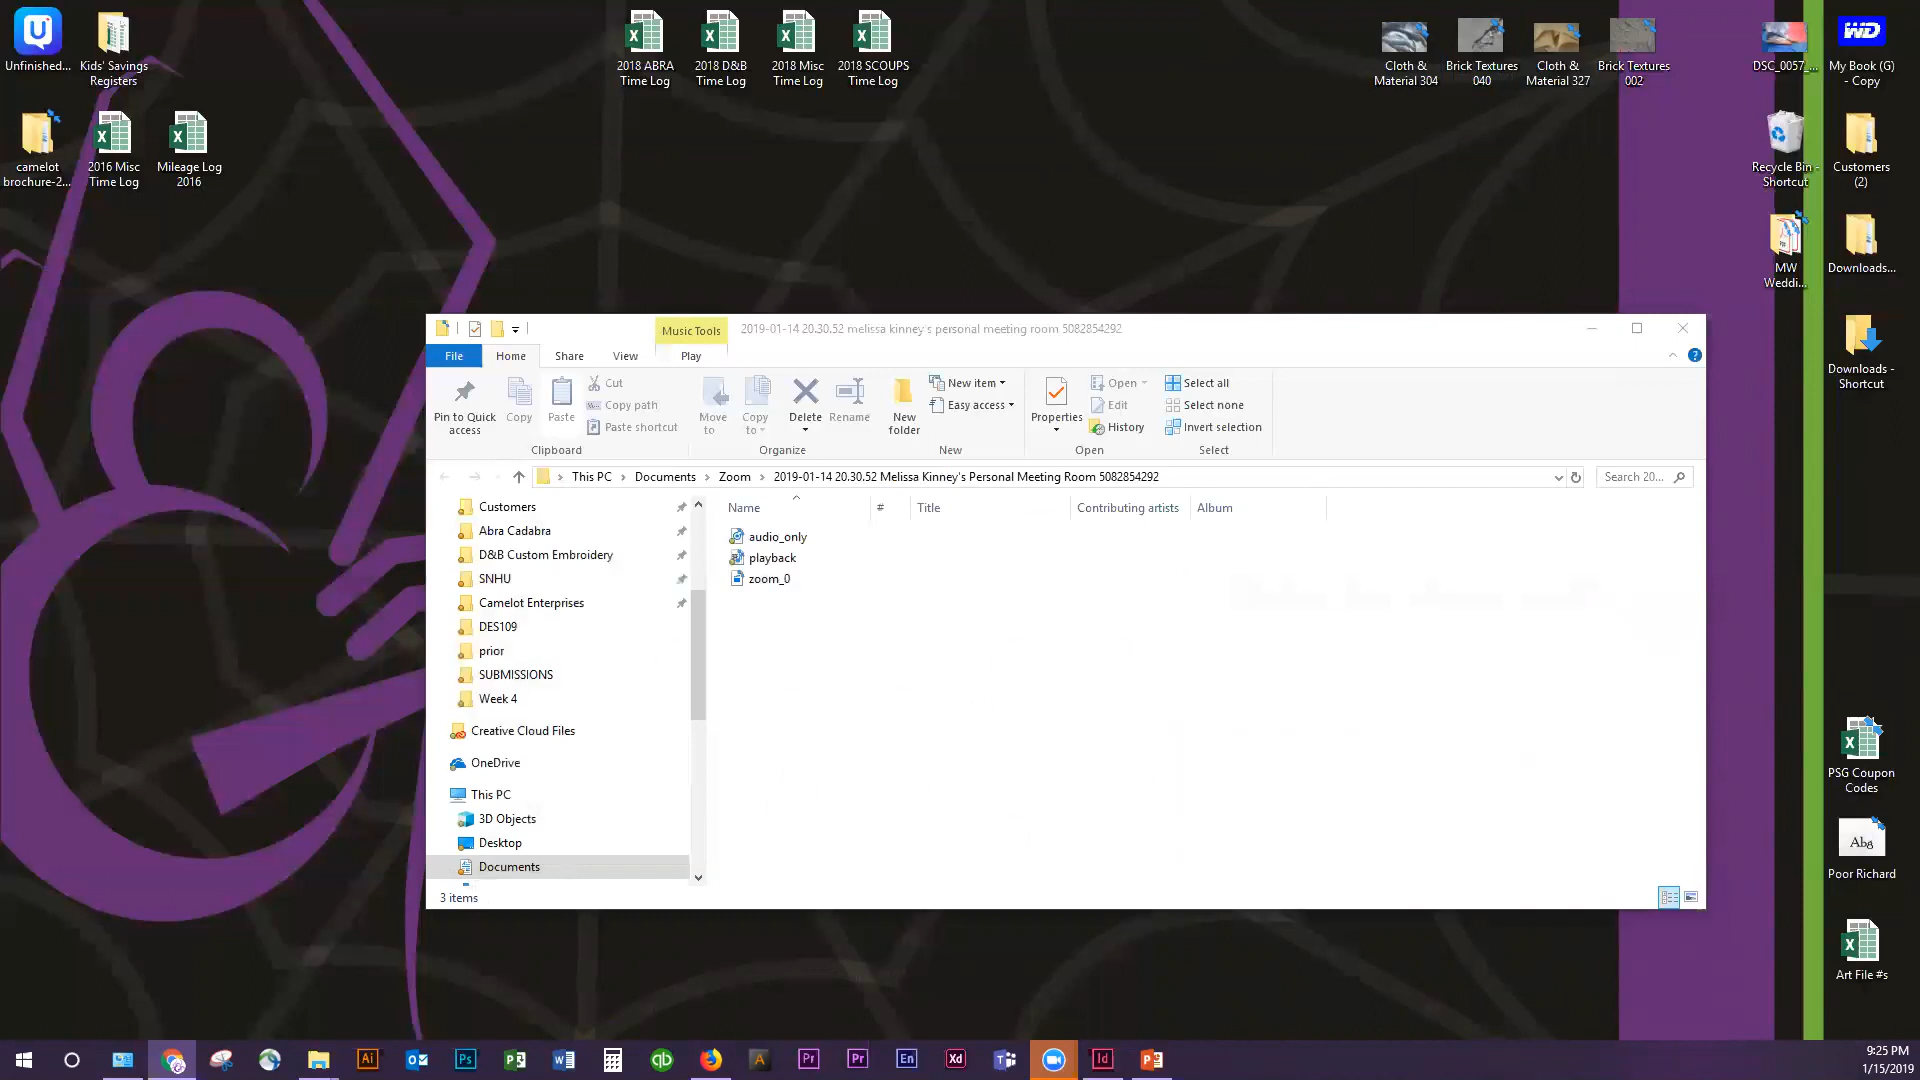 Unfinished...
Kids' Savings
Registers
2018 ABRA
Time Log
2018 D&B
Time Log
2018 Misc
Time Log
2018 SCOUPS
Time Log
Cloth &
Material 304
Brick Textures
040
Cloth &
Material 327
Brick Textures
002
DSC_0057_...
WD
My Book (G)
- Copy
camelot
brochure-2...
2016 Misc
Time Log
Mileage Log
2016
Recycle Bin -
Shortcut
Customers
(2)
MW
Weddi...
Downloads...
Downloads -
Shortcut
PSG Coupon
Codes
Abg
Poor Richard
Art File #s
Music Tools
2019-01-14 20.30.52 melissa kinney's personal meeting room 5082854292
File
Home
Share
View
Play
Pin to Quick
access
Copy
Paste
Cut
Copy path
Paste shortcut
Clipboard
Move
to
Copy
to
Delete
Rename
Organize
New
folder
New item
Easy access
New
Properties
Open
Edit
History
Open
Select all
Select none
Invert selection
Select
This PC
Documents
Zoom
2019-01-14 20.30.52 Melissa Kinney's Personal Meeting Room 5082854292
Search 20...
Customers
Abra Cadabra
D&B Custom Embroidery
SNHU
Camelot Enterprises
DES109
prior
SUBMISSIONS
Week 4
Creative Cloud Files
OneDrive
This PC
3D Objects
Desktop
Documents
Name
#
Title
Contributing artists
Album
audio_only
playback
zoom_0
3 items
Ai
Ps
qb
Pr
Pr
En
Xd
Id
9:25 PM
1/15/2019